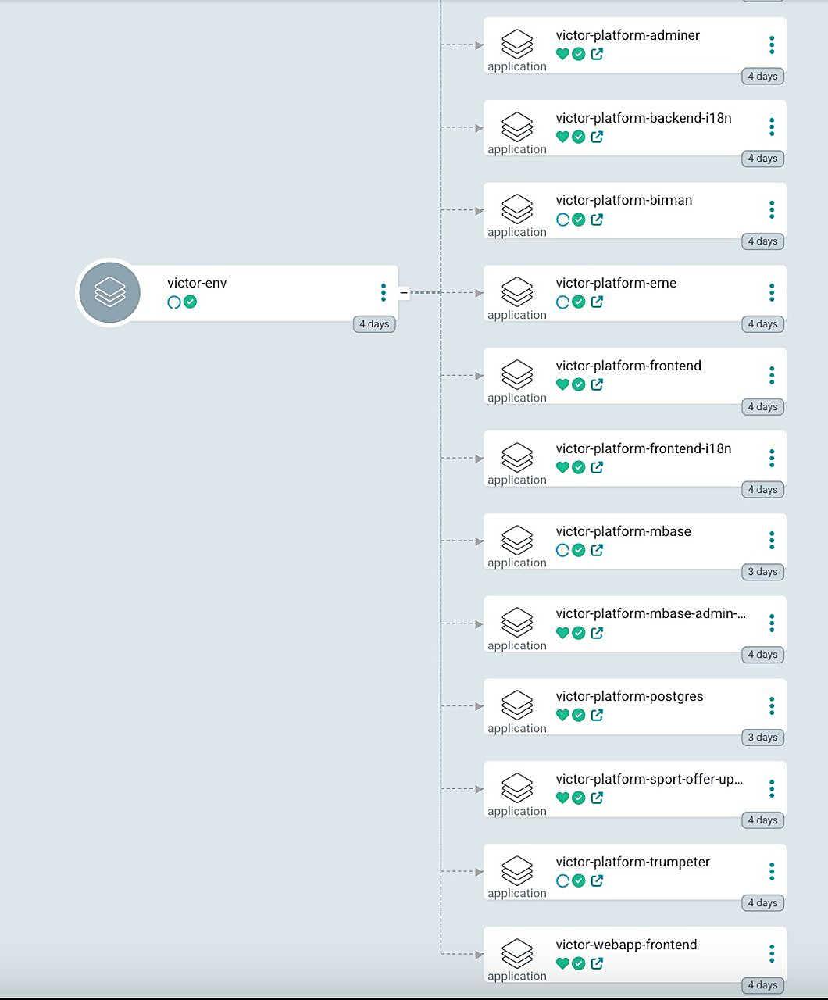 victor-platform-adminer
application
4 days
victor-platform-backend-i18n
application
4 days
victor-platform-birman
application
4 days
victor-env
4 days
victor-platform-erne
application
4 days
victor-platform-frontend
application
4 days
victor-platform-frontend-i18n
application
4 days
victor-platform-mbase
application
3 days
victor-platform-mbase-admin-...
application
4 days
victor-platform-postgres
application
3 days
victor-platform-sport-offer-up...
application
4 days
victor-platform-trumpeter
application
4 days
victor-webapp-frontend
application
4 days